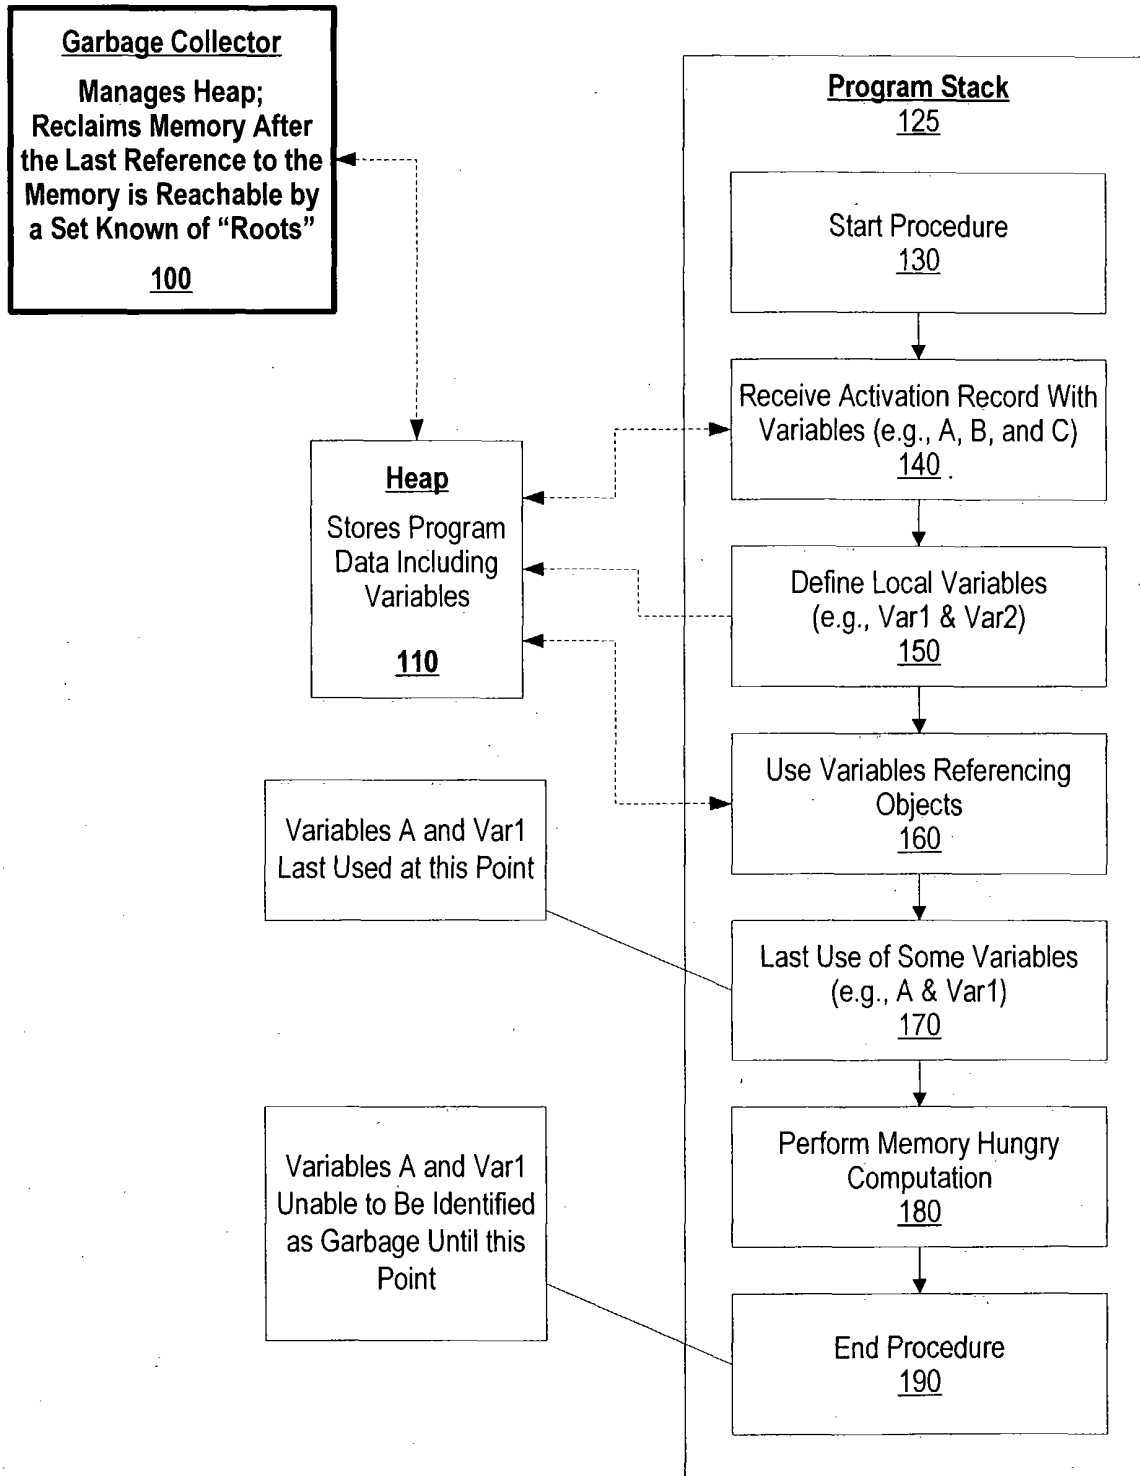 Garbage Collector
Manages Heap;
Reclaims Memory After
the Last Reference to the
Memory is Reachable by
a Set Known of “Roots”
100
Program Stack
125
Start Procedure
130
Receive Activation Record With
Variables (e.g., A, B, and C)
140
Heap
Stores Program
Data Including
Variables
110
Define Local Variables
(e.g., Var1 & Var2)
150
Use Variables Referencing
Objects
160
Variables A and Var1
Last Used at this Point
Last Use of Some Variables
(e.g., A & Var1)
170
Perform Memory Hungry
Computation
180
Variables A and Var1
Unable to Be Identified
as Garbage Until this
Point
End Procedure
190